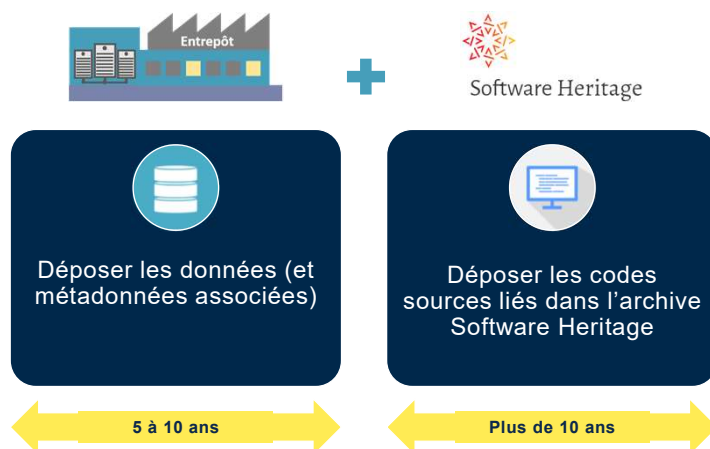 Entrepôt
Software Heritage
Déposer les données (et
métadonnées associées)
Déposer les codes
sources liés dans l’archive
Software Heritage
5 à 10 ans
Plus de 10 ans